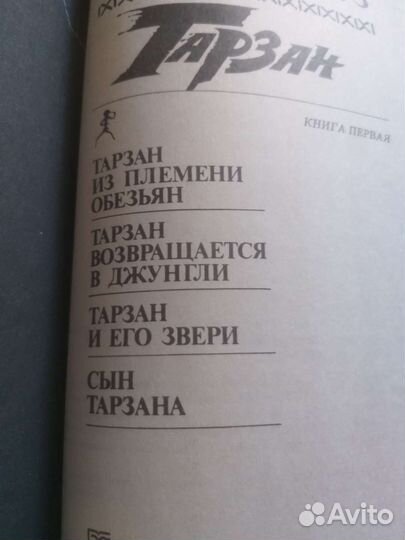 Тарзан
КНИГА ПЕРВАЯ
ТАРЗАН
ИЗ ПЛЕМЕНИ
ОБЕЗЬЯН
ТАРЗАН
ВОЗВРАЩАЕТСЯ
В ДЖУНГЛИ
ТАРЗАН
И ЕГО ЗВЕРИ
СЫН
ТАРЗАНА
Avito